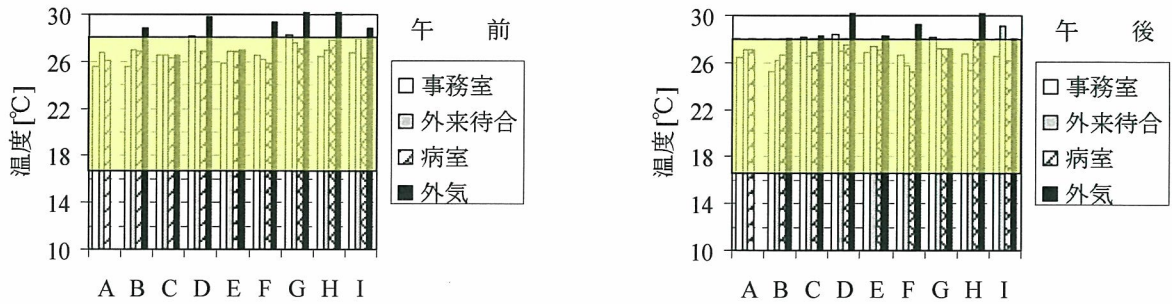 午 前
温度[℃]
30
26
22
18
14
10
A B C D E F G H I
事務室
外来待合
病室
外気
午 後
温度[℃]
30
26
22
18
14
10
A B C D E F G H I
事務室
外来待合
病室
外気